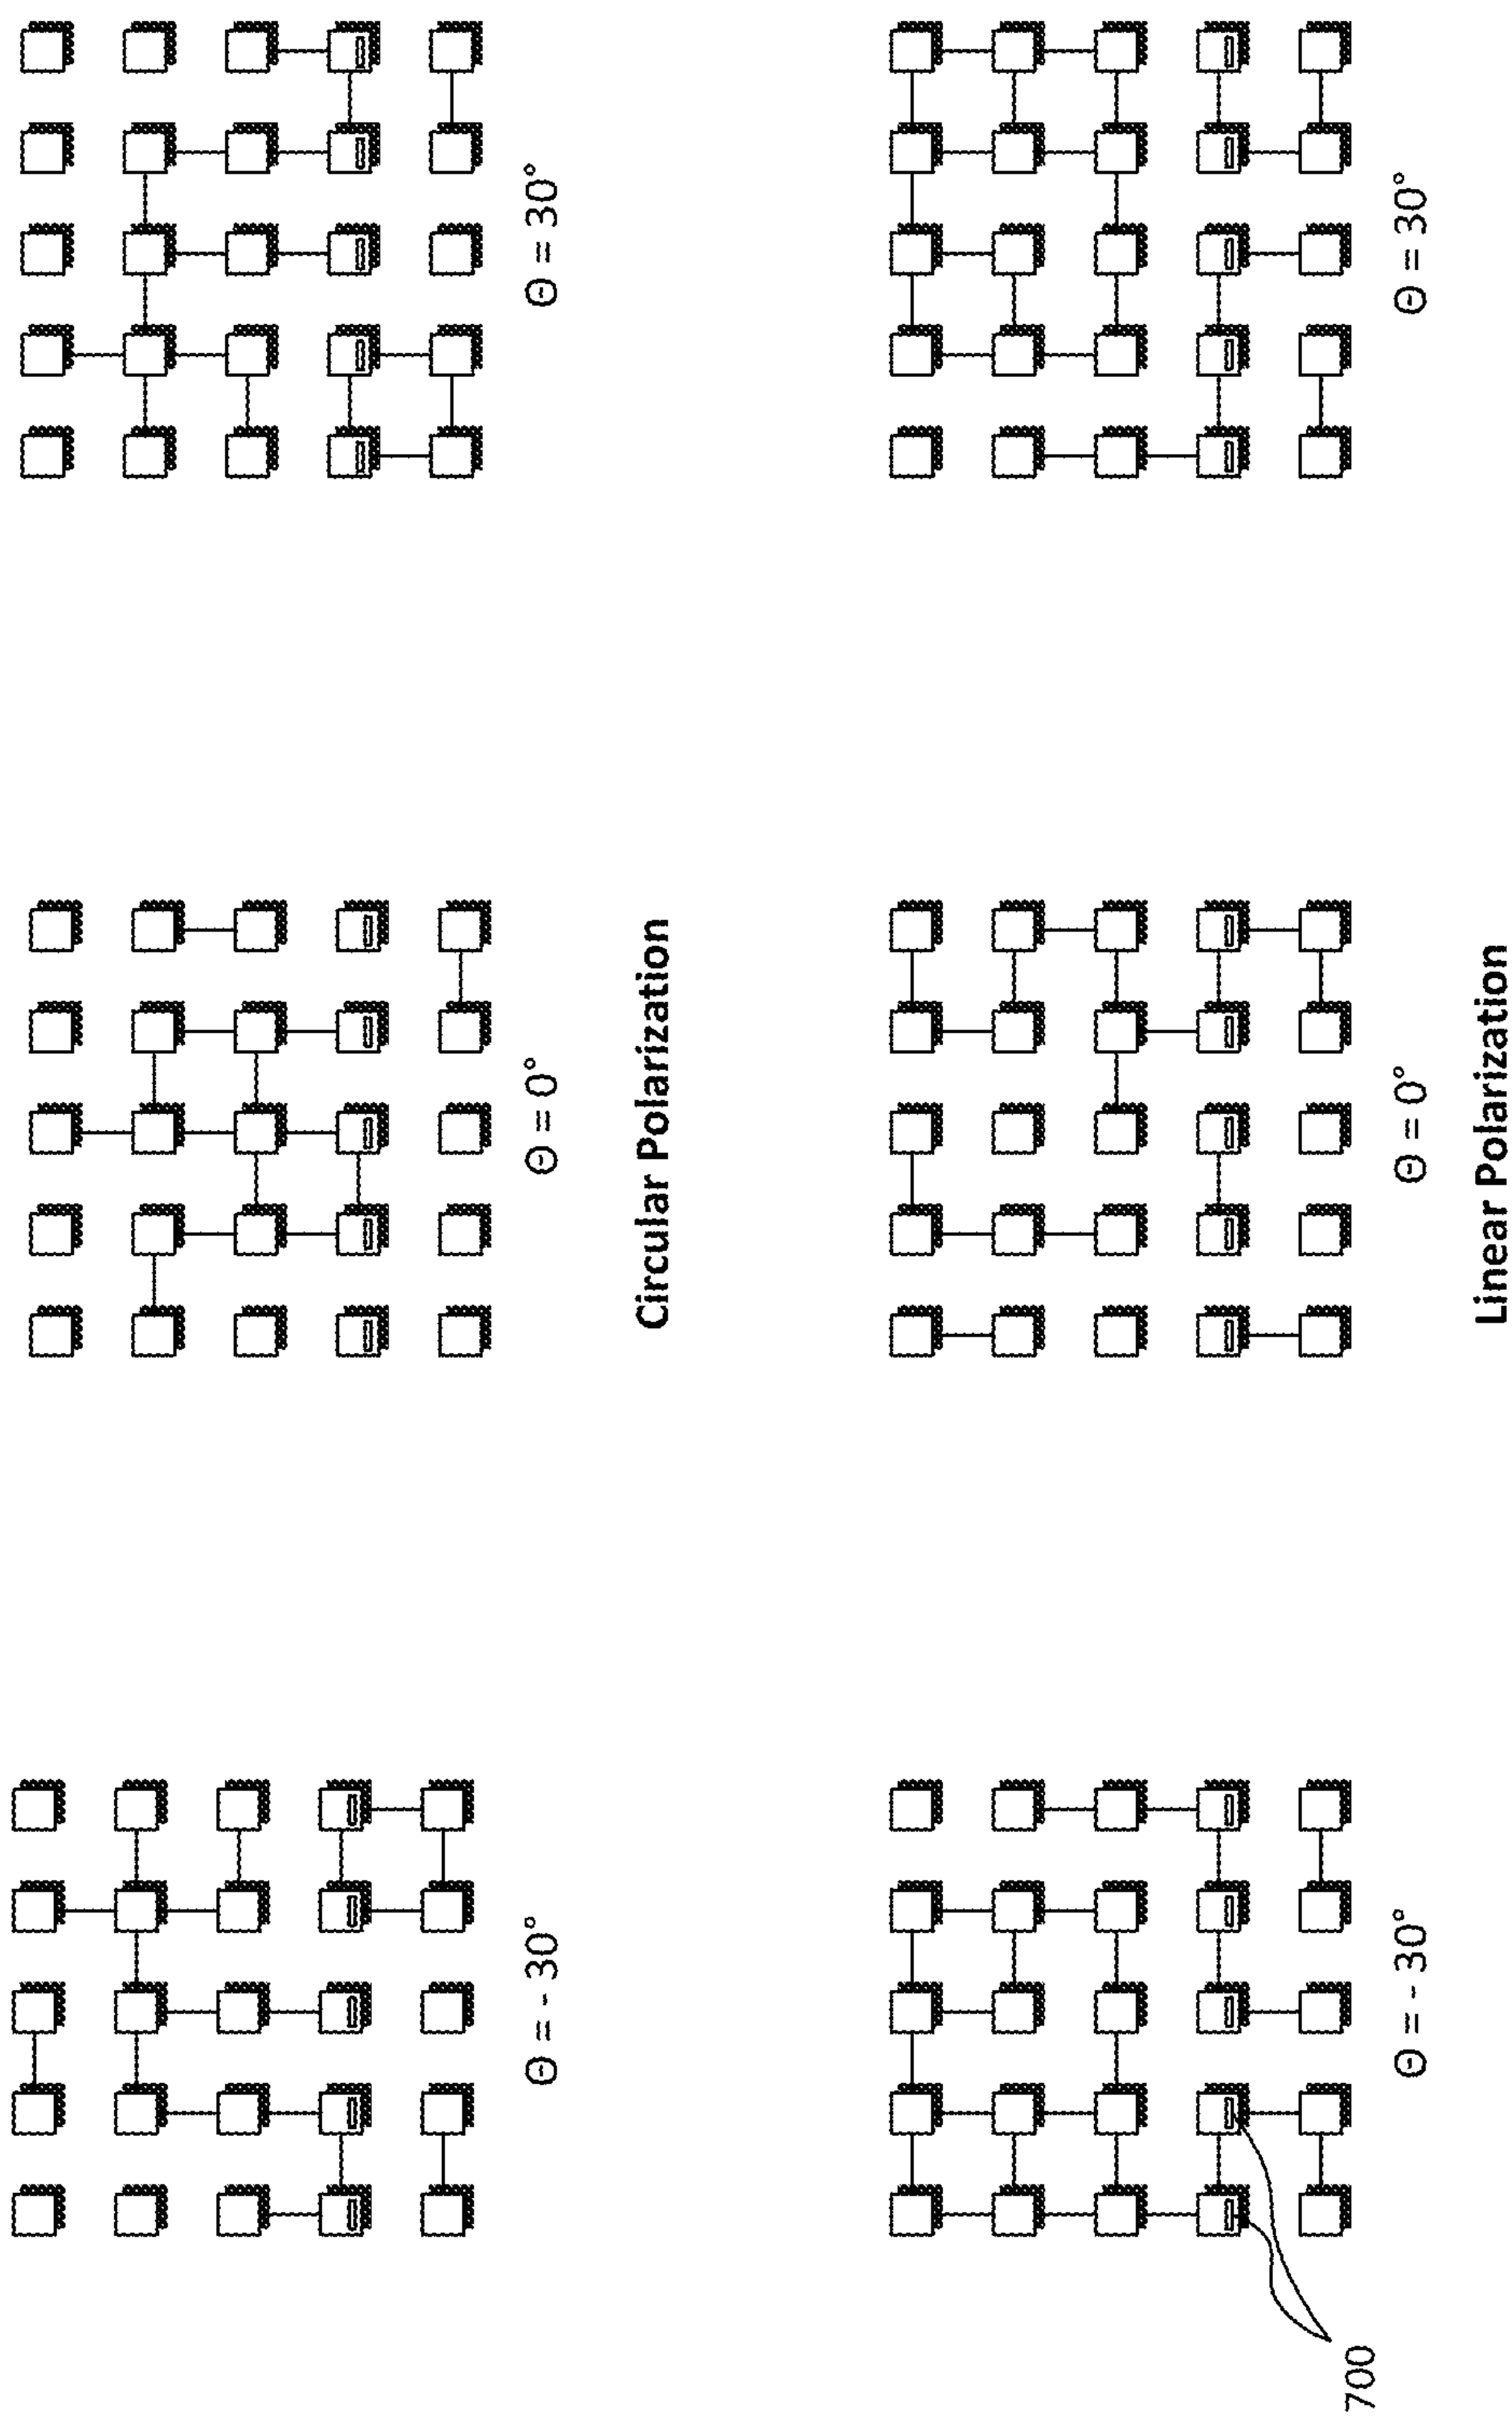 Θ = - 30°
Θ = 0°
Θ = 30°
Circular Polarization
700
Θ = - 30°
Θ = 0°
Θ = 30°
Linear Polarization